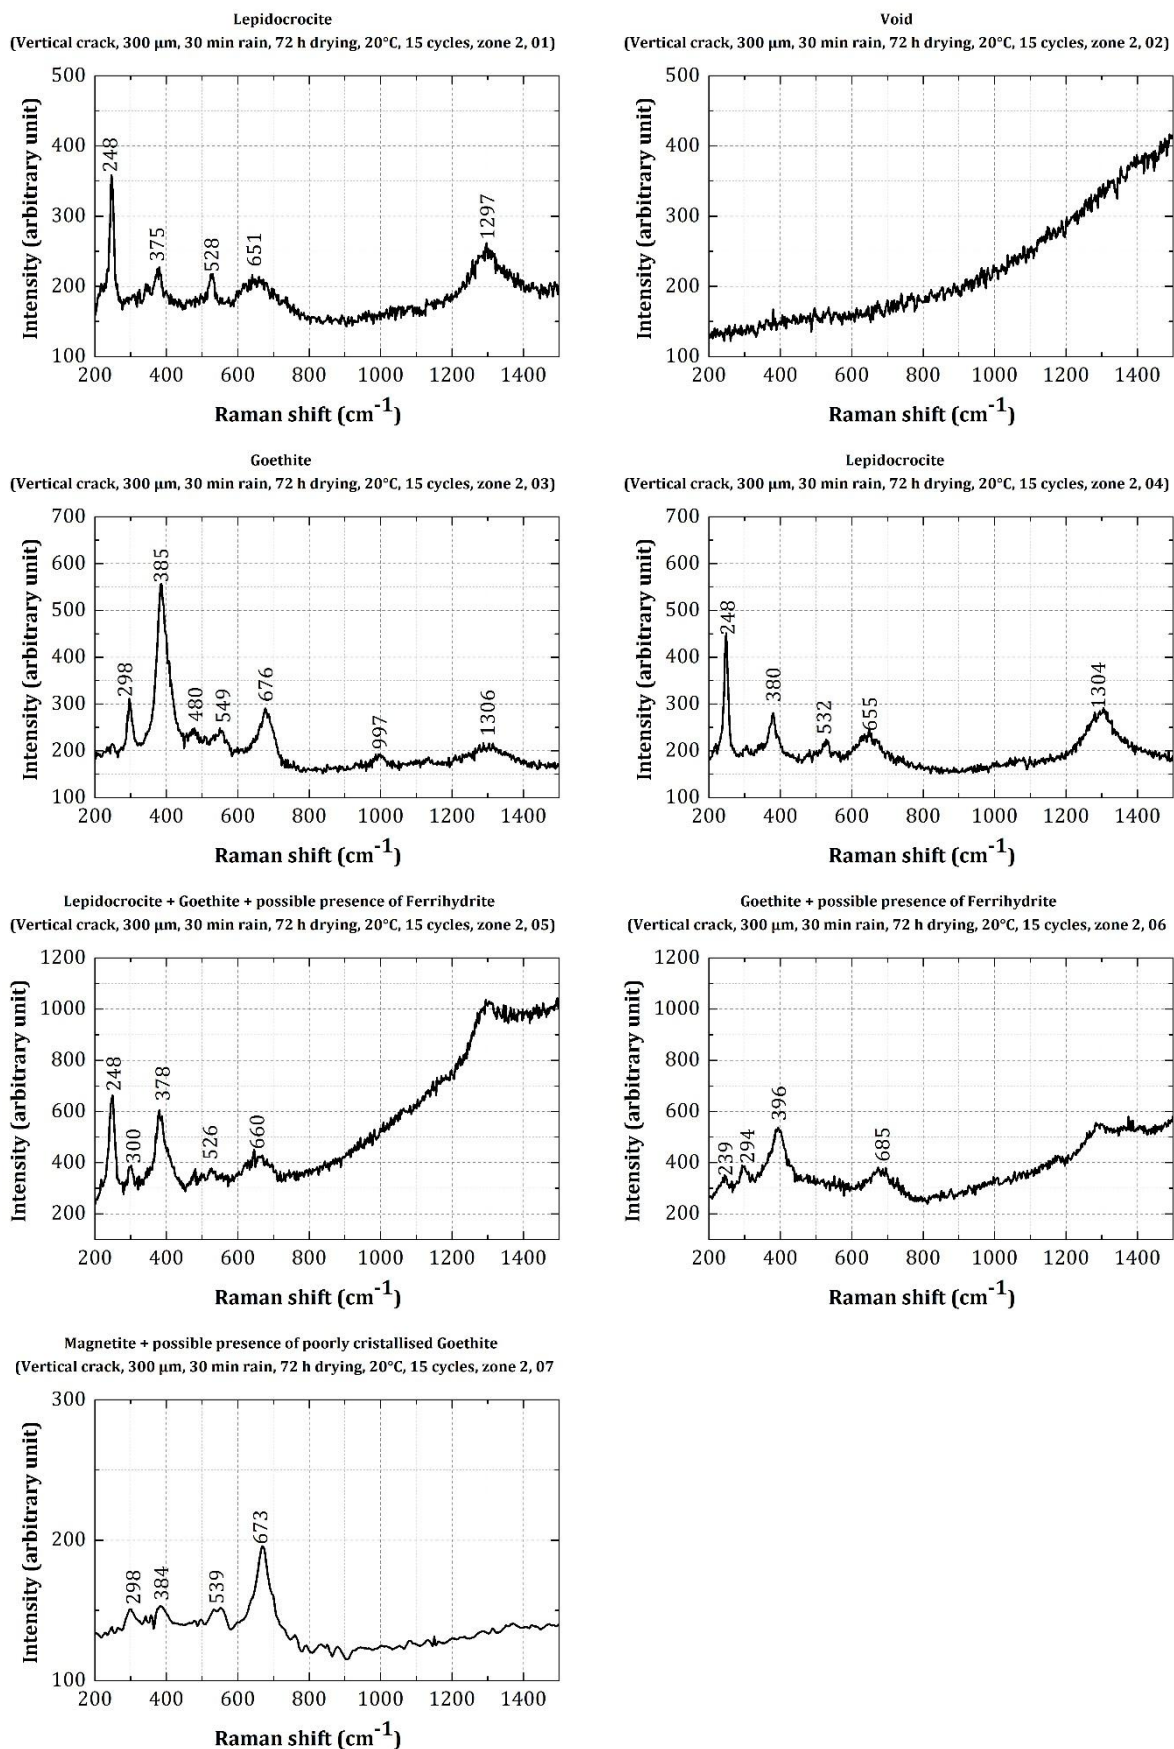 Lepidocrocite
(Vertical crack, 300 µm, 30 min rain, 72 h drying, 20°C, 15 cycles, zone 2, 01)
500
400
300
200
100
248
375
528
651
1297
200 400 600 800 1000 1200 1400
Intensity (arbitrary unit)
Raman shift (cm⁻¹)
Void
(Vertical crack, 300 µm, 30 min rain, 72 h drying, 20°C, 15 cycles, zone 2, 02)
500
400
300
200
100
200 400 600 800 1000 1200 1400
Intensity (arbitrary unit)
Raman shift (cm⁻¹)
Goethite
(Vertical crack, 300 µm, 30 min rain, 72 h drying, 20°C, 15 cycles, zone 2, 03)
700
600
500
400
300
200
100
298
385
480
549
676
997
1306
200 400 600 800 1000 1200 1400
Intensity (arbitrary unit)
Raman shift (cm⁻¹)
Lepidocrocite
(Vertical crack, 300 µm, 30 min rain, 72 h drying, 20°C, 15 cycles, zone 2, 04)
700
600
500
400
300
200
100
248
380
532
655
1304
200 400 600 800 1000 1200 1400
Intensity (arbitrary unit)
Raman shift (cm⁻¹)
Lepidocrocite + Goethite + possible presence of Ferrihydrite
(Vertical crack, 300 µm, 30 min rain, 72 h drying, 20°C, 15 cycles, zone 2, 05)
1200
1000
800
600
400
200
248
300
378
526
660
200 400 600 800 1000 1200 1400
Intensity (arbitrary unit)
Raman shift (cm⁻¹)
Goethite + possible presence of Ferrihydrite
(Vertical crack, 300 µm, 30 min rain, 72 h drying, 20°C, 15 cycles, zone 2, 06
1200
1000
800
600
400
200
239
294
396
685
200 400 600 800 1000 1200 1400
Intensity (arbitrary unit)
Raman shift (cm⁻¹)
Magnetite + possible presence of poorly cristallised Goethite
(Vertical crack, 300 µm, 30 min rain, 72 h drying, 20°C, 15 cycles, zone 2, 07
300
200
100
298
384
539
673
200 400 600 800 1000 1200 1400
Intensity (arbitrary unit)
Raman shift (cm⁻¹)